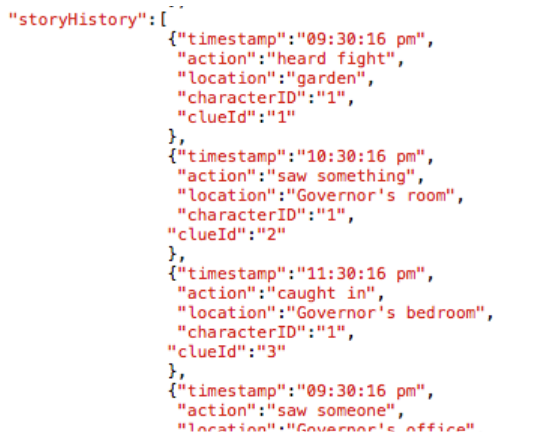 "storyHistory":[
{"timestamp":"09:30:16 pm",
"action":"heard fight",
"location":"garden",
"characterID":"1",
"clueId":"1"
},
{"timestamp":"10:30:16 pm",
"action":"saw something",
"location":"Governor's room",
"characterID":"1",
"clueId":"2"
},
{"timestamp":"11:30:16 pm",
"action":"caught in",
"location":"Governor's bedroom",
"characterID":"1",
"clueId":"3"
},
{"timestamp":"09:30:16 pm",
"action":"saw someone",
"location":"Governor's office"